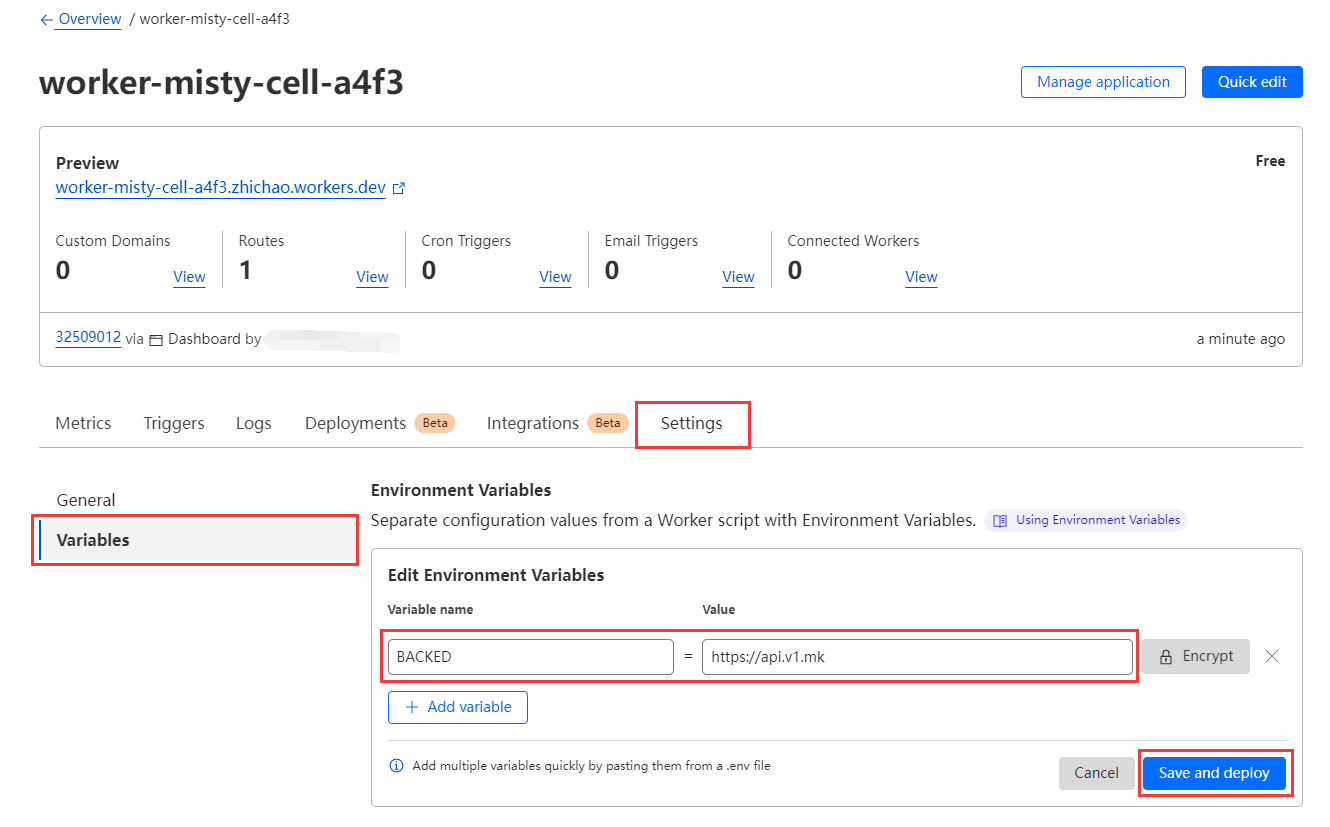 ← Overview / worker-misty-cell-a4f3
worker-misty-cell-a4f3
Manage application
Quick edit
Preview
Free
worker-misty-cell-a4f3.zhichao.workers.dev
Custom Domains
0
View
Routes
1
View
Cron Triggers
0
View
Email Triggers
0
View
Connected Workers
0
View
32509012 via Dashboard by
a minute ago
Metrics
Triggers
Logs
Deployments Beta
Integrations Beta
Settings
General
Variables
Environment Variables
Separate configuration values from a Worker script with Environment Variables. Using Environment Variables
Edit Environment Variables
Variable name
Value
BACKED = https://api.v1.mk
Encrypt
+ Add variable
Add multiple variables quickly by pasting them from a .env file
Cancel
Save and deploy